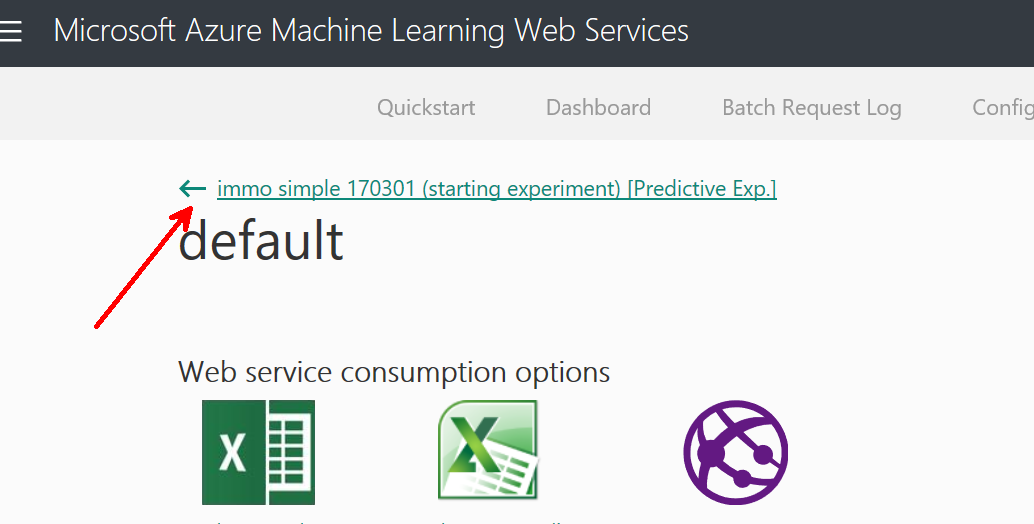 Microsoft Azure Machine Learning Web Services
Quickstart Dashboard Batch Request Log Config
immo simple 170301 (starting experiment) [Predictive Exp.]
default
Web service consumption options